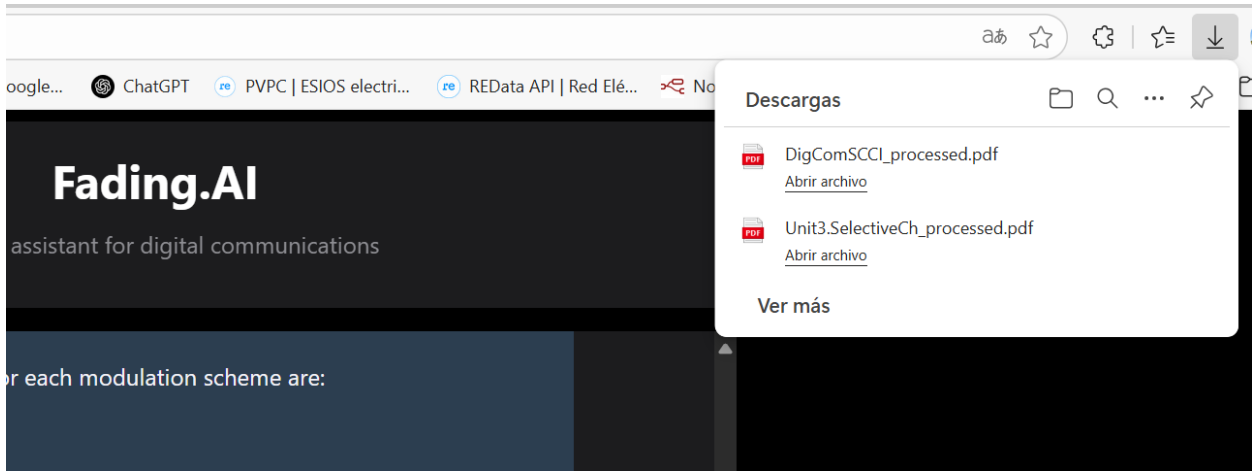 aあ
oogle... ChatGPT PVPC | ESIOS electri... REData API | Red Elé... No
Fading.AI
assistant for digital communications
r each modulation scheme are:
Descargas
DigComSCCI_processed.pdf
Abrir archivo
Unit3.SelectiveCh_processed.pdf
Abrir archivo
Ver más